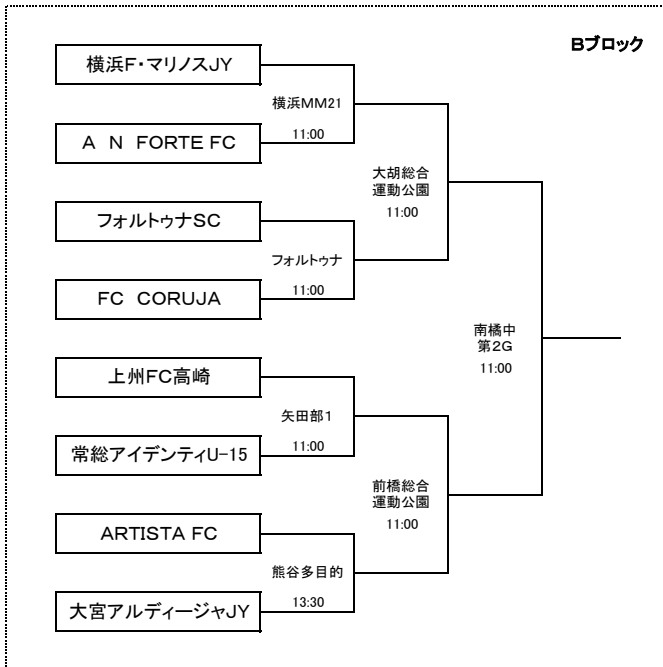 Bブロック
横浜F・マリノスJY
横浜MM21
11:00
A N FORTE FC
大胡総合
運動公園
11:00
フォルトゥナSC
フォルトゥナ
11:00
FC CORUJA
南橘中
第2G
11:00
上州FC高崎
矢田部1
11:00
常総アイデンティU-15
前橋総合
運動公園
11:00
ARTISTA FC
熊谷多目的
13:30
大宮アルディージャJY